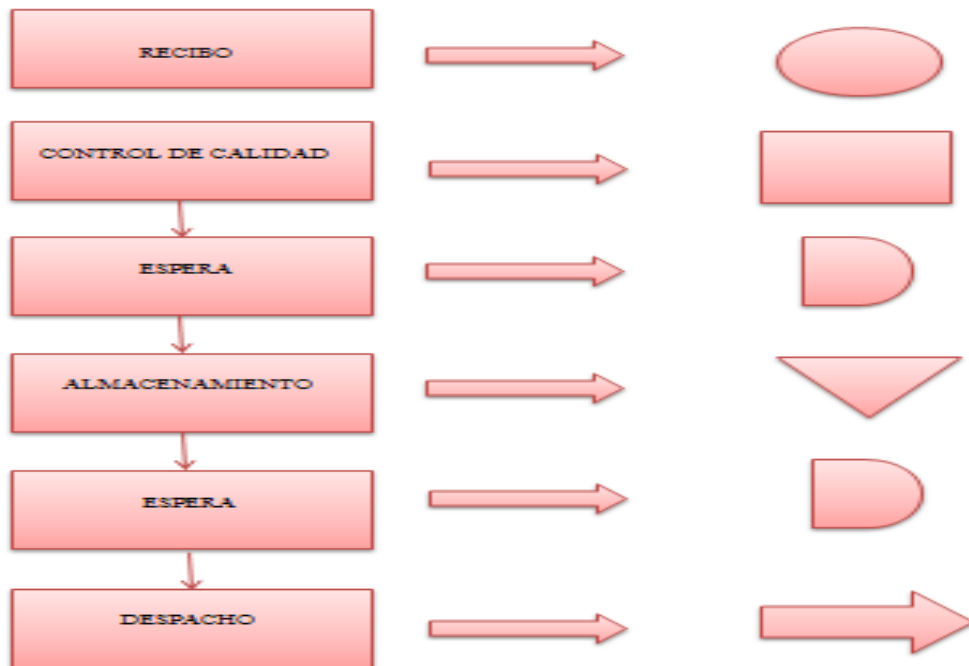 RECIBO
CONTROL DE CALIDAD
ESPERA
ALMACENAMIENTO
ESPERA
DESPACHO